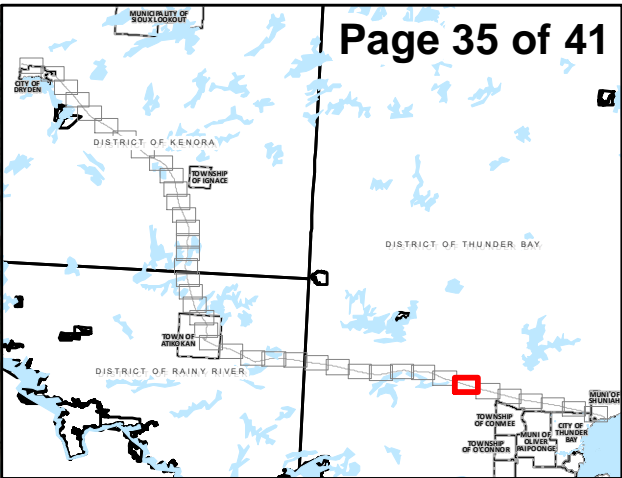 MUNICIPALITY OF
SIOUX LOOKOUT
Page 35 of 41
CITY OF
DRYDEN
DISTRICT OF KENORA
TOWNSHIP
OF IGNACE
DISTRICT OF THUNDER BAY
TOWN OF
ATIKOKAN
DISTRICT OF RAINY RIVER
MUNI OF
SHUNIAH
TOWNSHIP
OF CONMEE
CITY OF
THUNDER
BAY
MUNI OF
OLIVER
PAIPOONGE
TOWNSHIP
OF O'CONNOR